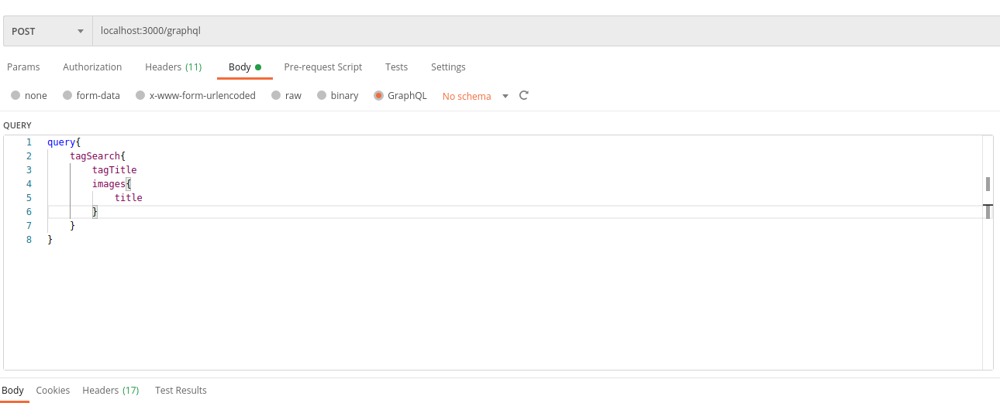 POST localhost:3000/graphql
Params Authorization Headers (11) Body Pre-request Script Tests Settings
none form-data x-www-form-urlencoded raw binary GraphQL No schema
QUERY
1 query{
2     tagSearch{
3         tagTitle
4         images{
5             title
6         }
7     }
8 }
Body Cookies Headers (17) Test Results